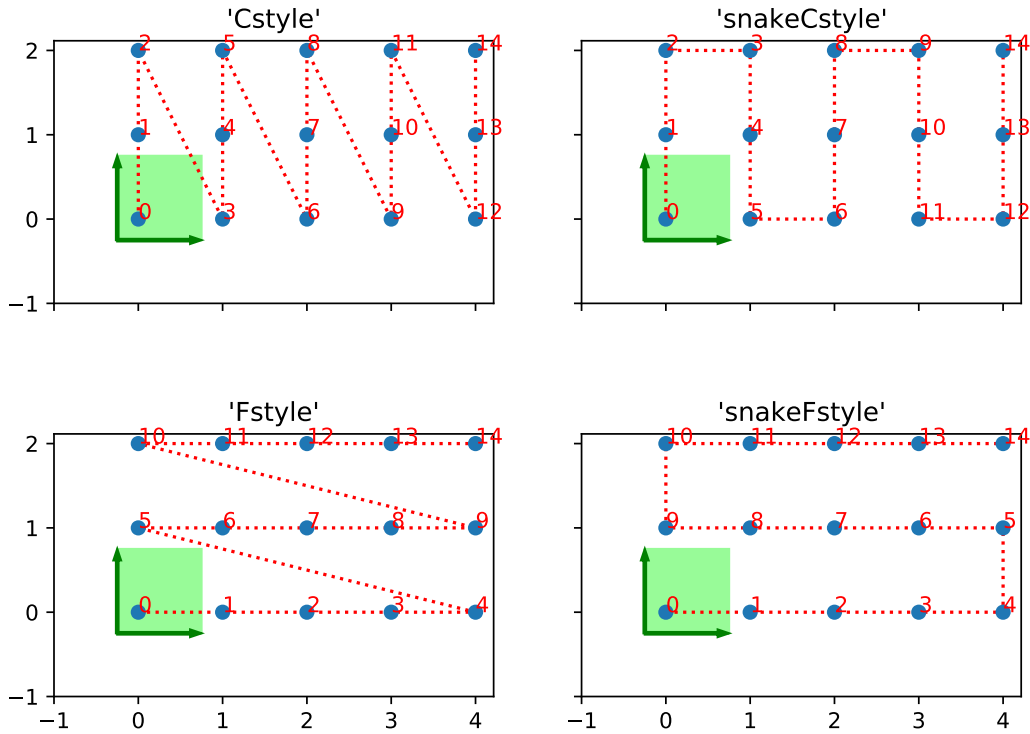 'Cstyle' 'snakeCstyle'
2 2 5 8 11 14 2 3 8 9 14
1 1 4 7 10 13 1 4 7 10 13
0 0 3 6 9 12 0 5 6 11 12
−1
'Fstyle' 'snakeFstyle'
2 10 11 12 13 14 10 11 12 13 14
1 5 6 7 8 9 9 8 7 6 5
0 0 1 2 3 4 0 1 2 3 4
−1
−1 0 1 2 3 4 −1 0 1 2 3 4